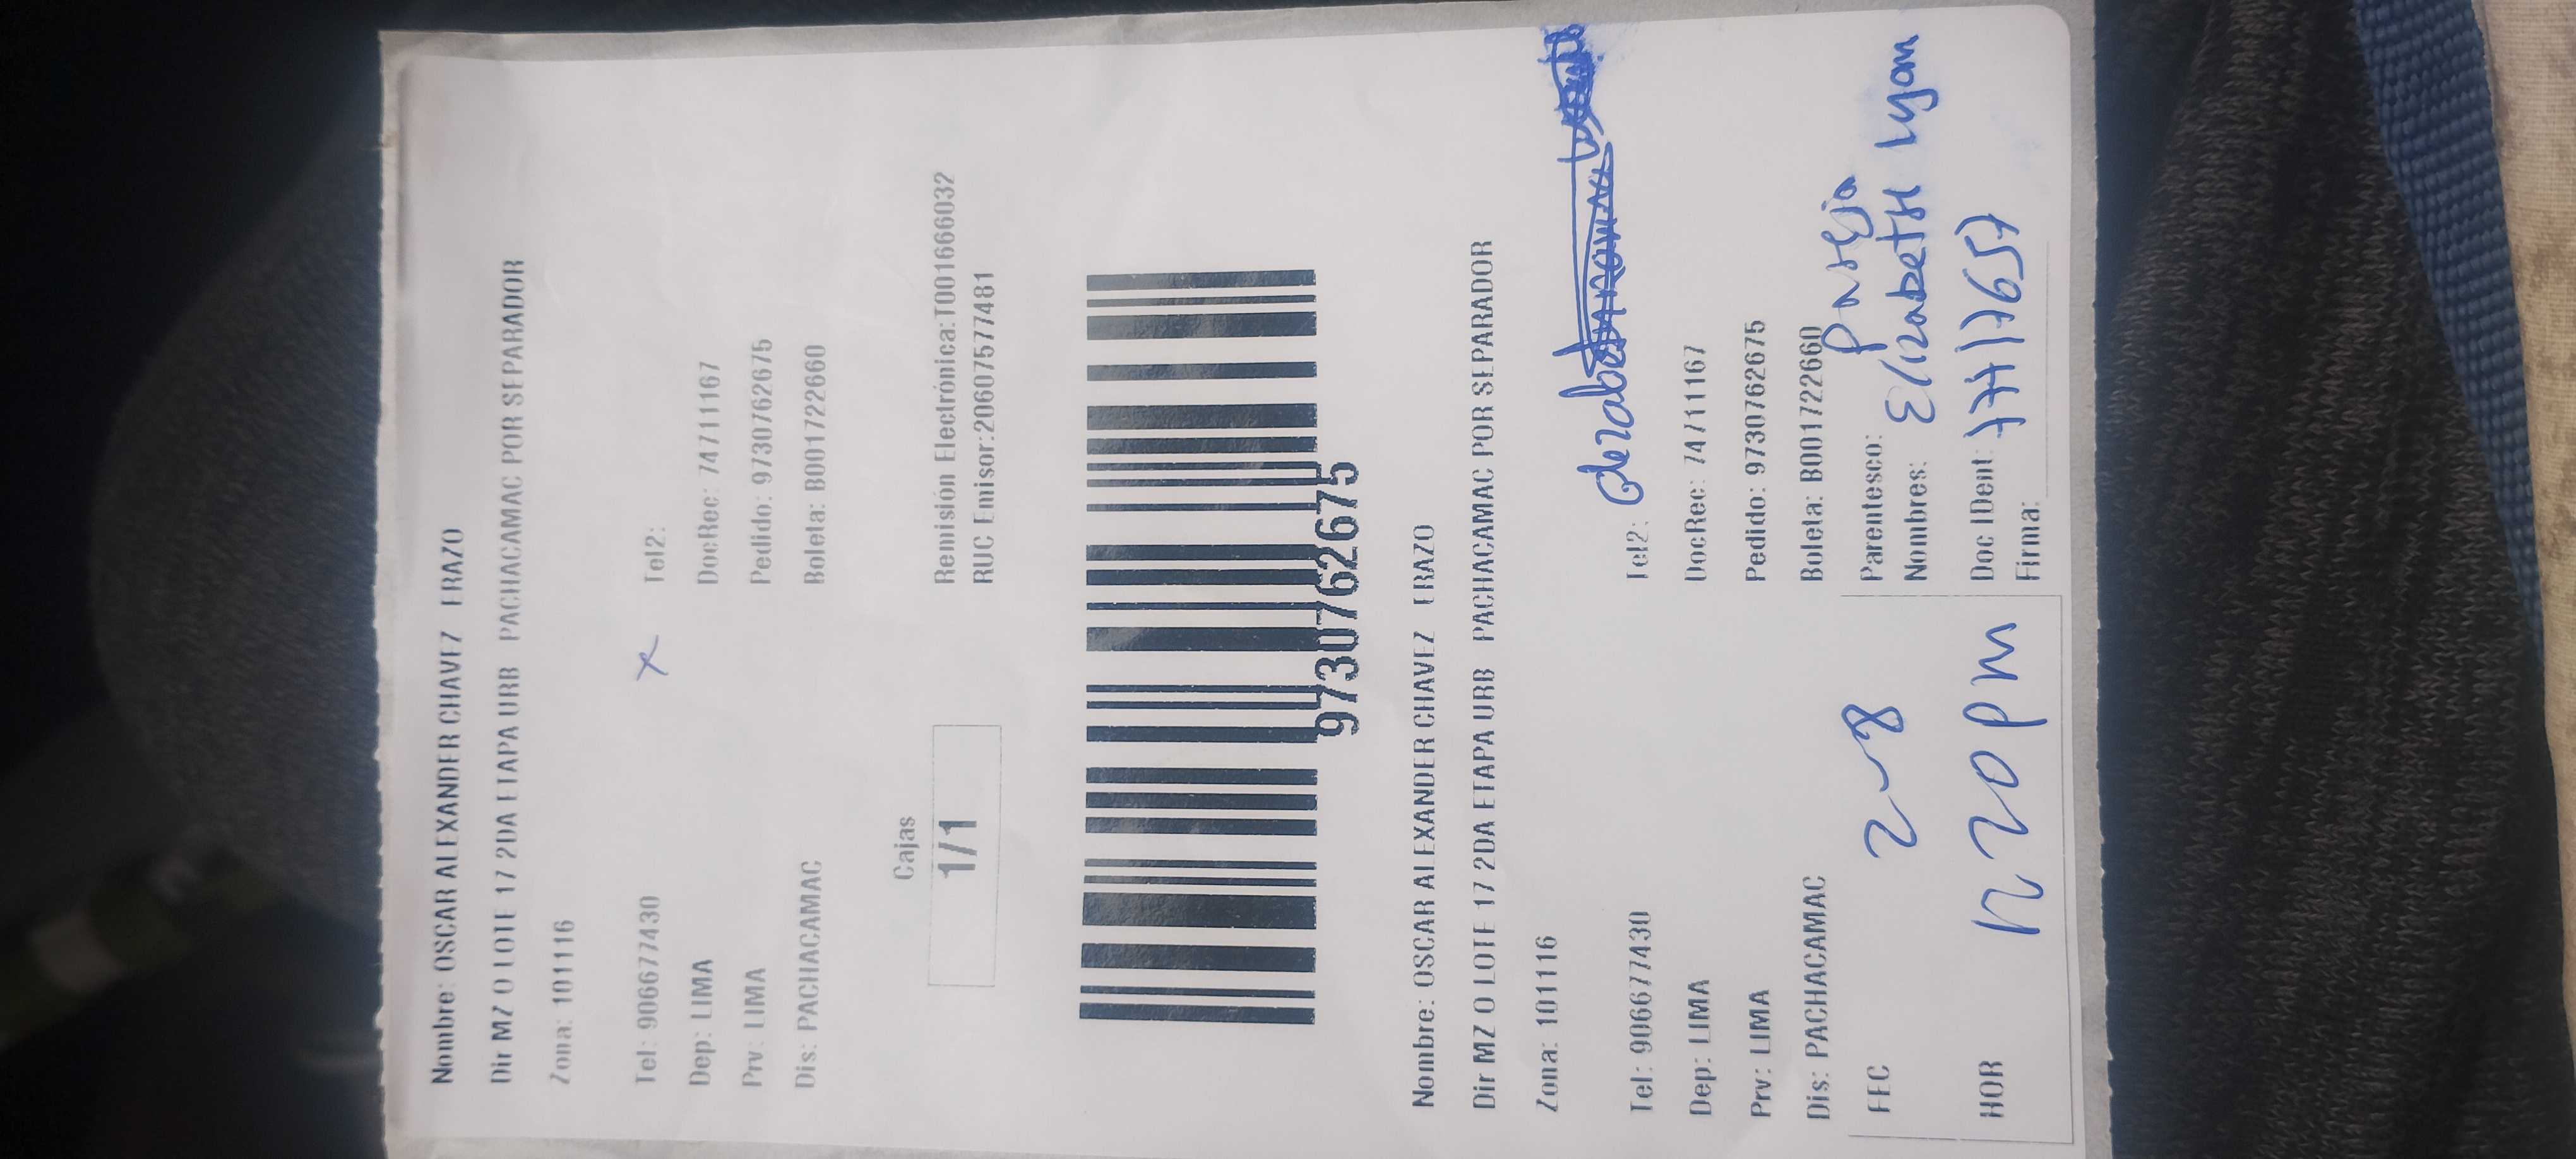 Nombre: OSCAR ALEXANDER CHAVEZ ERAZO
Dir MZ O LOTE 17 2DA ETAPA URB PACHACAMAC POR SEPARADOR
Zona: 101116
Tel: 906677430 x Tel2:
Dep: LIMA DocRec: 74711167
Prv: LIMA Pedido: 9730762675
Dis: PACHACAMAC Boleta: B001722660
Cajas
1/1
Remisión Electrónica:T001666032
RUC Emisor:20607577481
9730762675
Nombre: OSCAR ALEXANDER CHAVEZ ERAZO
Dir MZ O LOTE 17 2DA ETAPA URB PACHACAMAC POR SEPARADOR
Zona: 101116
Tel: 906677430 Tel2:
Dep: LIMA DocRec: 74711167
Prv: LIMA Pedido: 9730762675
Dis: PACHACAMAC Boleta: B001722660
FEC 2-8
Parentesco: Pareja
Nombres: Elizabeth Lyon
HOR 12 20 pm
Doc IDent: 77417657
Firma: